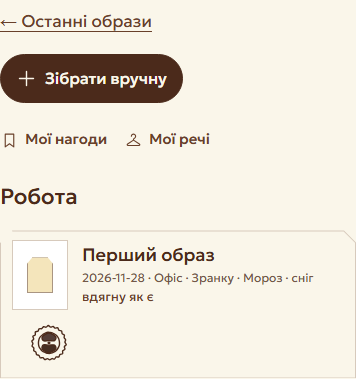 ← Останні образи
+ Зібрати вручну
Мої нагоди Мої речі
Робота
Перший образ
2026-11-28 · Офіс · Зранку · Мороз · сніг
вдягну як є